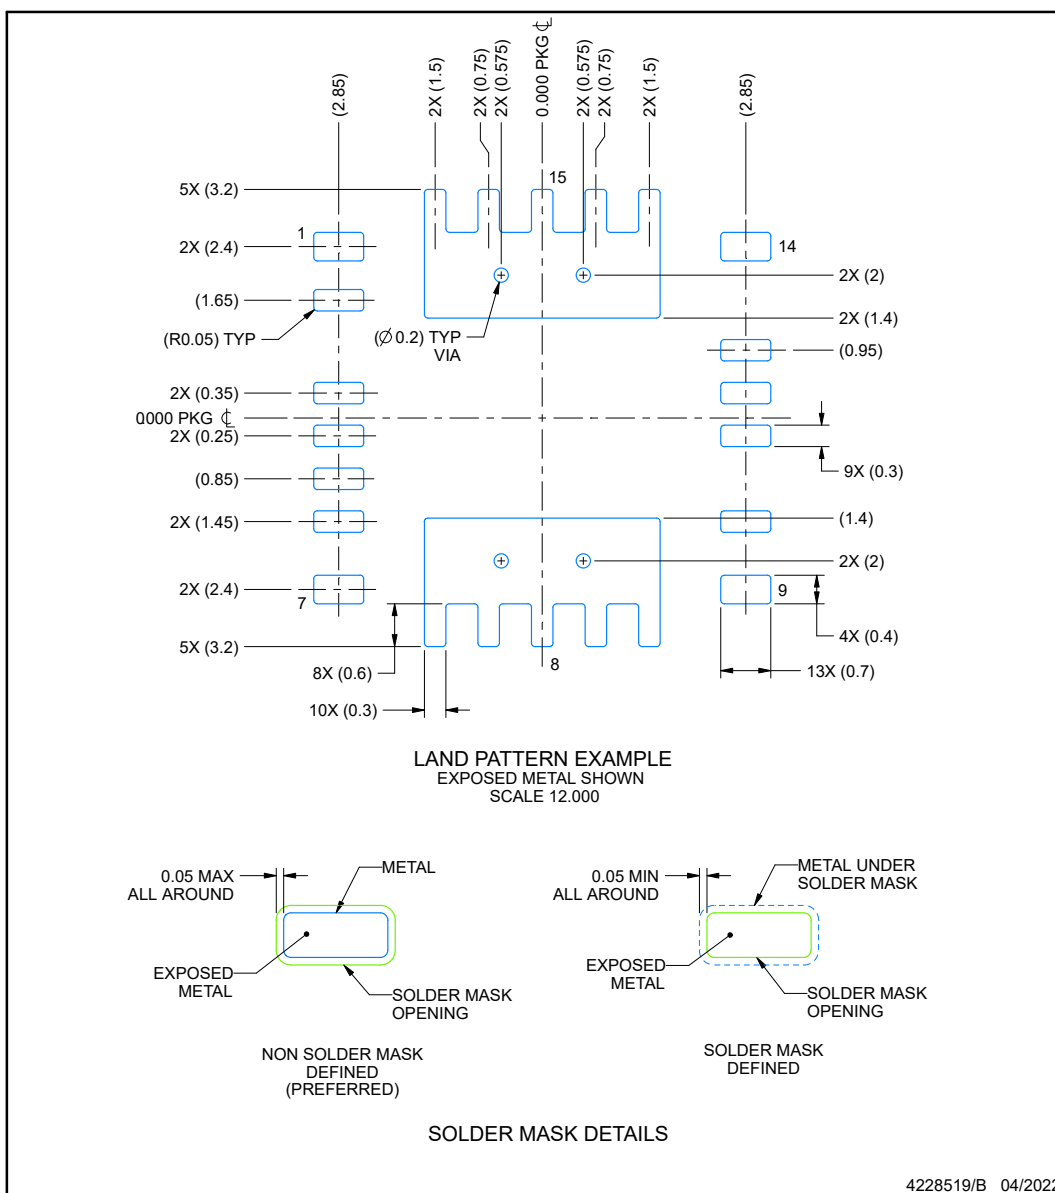 (2.85)
2X (1.5)
2X (0.75)
2X (0.575)
0.000 PKG ℄
2X (0.575)
2X (0.75)
2X (1.5)
(2.85)
5X (3.2)
15
1
2X (2.4)
14
2X (2)
(1.65)
2X (1.4)
(R0.05) TYP
(∅0.2) TYP
VIA
(0.95)
2X (0.35)
0.000 PKG ℄
2X (0.25)
9X (0.3)
(0.85)
2X (1.45)
(1.4)
2X (2)
2X (2.4)
7
9
4X (0.4)
5X (3.2)
8
8X (0.6)
13X (0.7)
10X (0.3)
LAND PATTERN EXAMPLE
EXPOSED METAL SHOWN
SCALE 12.000
0.05 MAX
ALL AROUND
METAL
EXPOSED
METAL
SOLDER MASK
OPENING
NON SOLDER MASK
DEFINED
(PREFERRED)
0.05 MIN
ALL AROUND
METAL UNDER
SOLDER MASK
EXPOSED
METAL
SOLDER MASK
OPENING
SOLDER MASK
DEFINED
SOLDER MASK DETAILS
4228519/B 04/2022